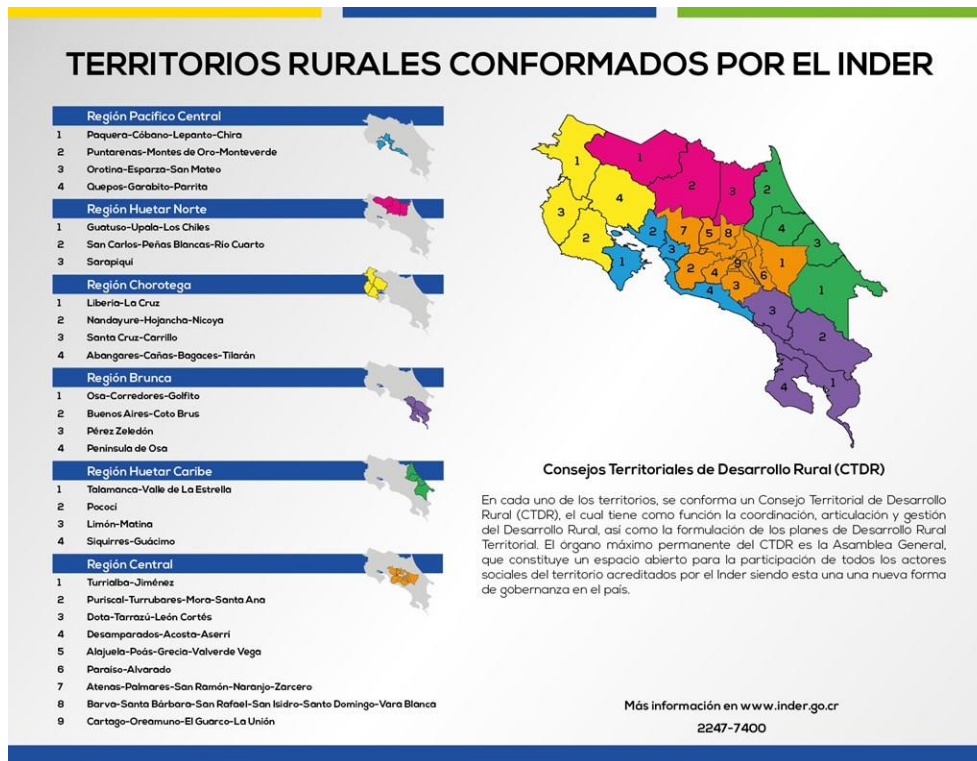 TERRITORIOS RURALES CONFORMADOS POR EL INDER
Región Pacifico Central
1 Paquera-Cóbano-Lepanto-Chira
2 Puntarenas-Montes de Oro-Monteverde
3 Orotina-Esparza-San Mateo
4 Quepos-Garabito-Parrita
Región Huetar Norte
1 Guatuso-Upala-Los Chiles
2 San Carlos-Peñas Blancas-Río Cuarto
3 Sarapiquí
Región Chorotega
1 Liberia-La Cruz
2 Nandayure-Hojancha-Nicoya
3 Santa Cruz-Carrillo
4 Abangares-Cañas-Bagaces-Tilarán
Región Brunca
1 Osa-Corredores-Golfito
2 Buenos Aires-Coto Brus
3 Pérez Zeledón
4 Península de Osa
Región Huetar Caribe
1 Talamanca-Valle de La Estrella
2 Pococí
3 Limón-Matina
4 Siquirres-Guácimo
Región Central
1 Turrialba-Jiménez
2 Puriscal-Turrubares-Mora-Santa Ana
3 Dota-Tarrazú-León Cortés
4 Desamparados-Acosta-Aserrí
5 Alajuela-Poás-Grecia-Valverde Vega
6 Paraíso-Alvarado
7 Atenas-Palmares-San Ramón-Naranjo-Zarcero
8 Barva-Santa Bárbara-San Rafael-San Isidro-Santo Domingo-Vara Blanca
9 Cartago-Oreamuno-El Guarco-La Unión
1
1
2
3
2
4
3
2
7
5
8
2
4
3
3
1
9
1
2
4
6
3
4
1
3
2
4
1
Consejos Territoriales de Desarrollo Rural (CTDR)
En cada uno de los territorios, se conforma un Consejo Territorial de Desarrollo
Rural (CTDR), el cual tiene como función la coordinación, articulación y gestión
del Desarrollo Rural, así como la formulación de los planes de Desarrollo Rural
Territorial. El órgano máximo permanente del CTDR es la Asamblea General,
que constituye un espacio abierto para la participación de todos los actores
sociales del territorio acreditados por el Inder siendo esta una una nueva forma
de gobernanza en el país.
Más información en www.inder.go.cr
2247-7400